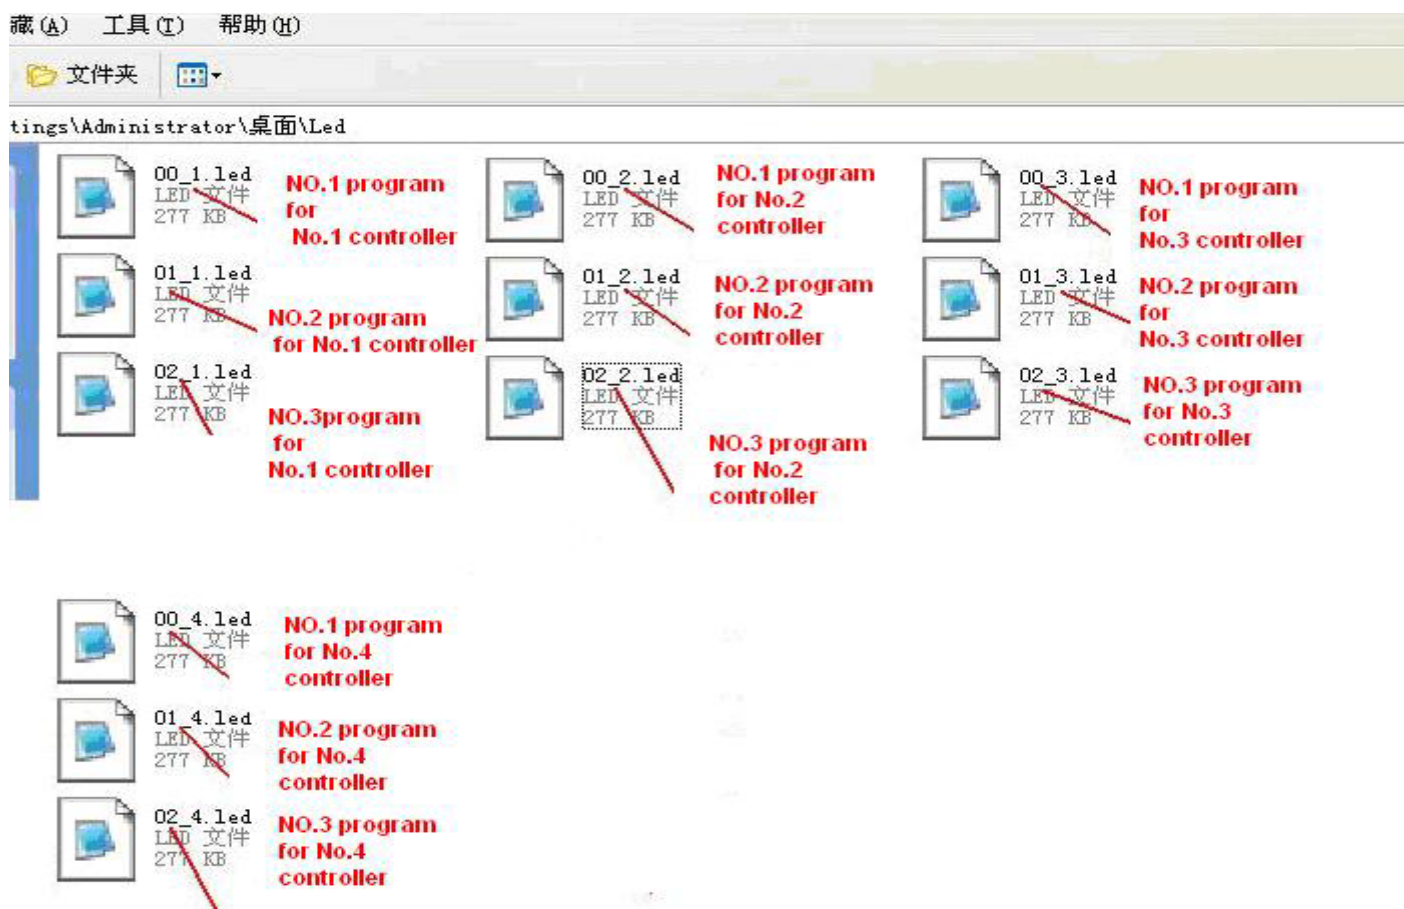 藏(A) 工具(T) 帮助(H)
文件夹
tings\Administrator\桌面\Led
00_1.led
LED 文件
277 KB
NO.1 program
for
No.1 controller
00_2.led
LED 文件
277 KB
NO.1 program
for No.2
controller
00_3.led
LED 文件
277 KB
NO.1 program
for
No.3 controller
01_1.led
LED 文件
277 KB
NO.2 program
for No.1 controller
01_2.led
LED 文件
277 KB
NO.2 program
for No.2
controller
01_3.led
LED 文件
277 KB
NO.2 program
for
No.3 controller
02_1.led
LED 文件
277 KB
NO.3program
for
No.1 controller
02_2.led
LED 文件
277 KB
NO.3 program
for No.2
controller
02_3.led
LED 文件
277 KB
NO.3 program
for No.3
controller
00_4.led
LED 文件
277 KB
NO.1 program
for No.4
controller
01_4.led
LED 文件
277 KB
NO.2 program
for No.4
controller
02_4.led
LED 文件
277 KB
NO.3 program
for No.4
controller